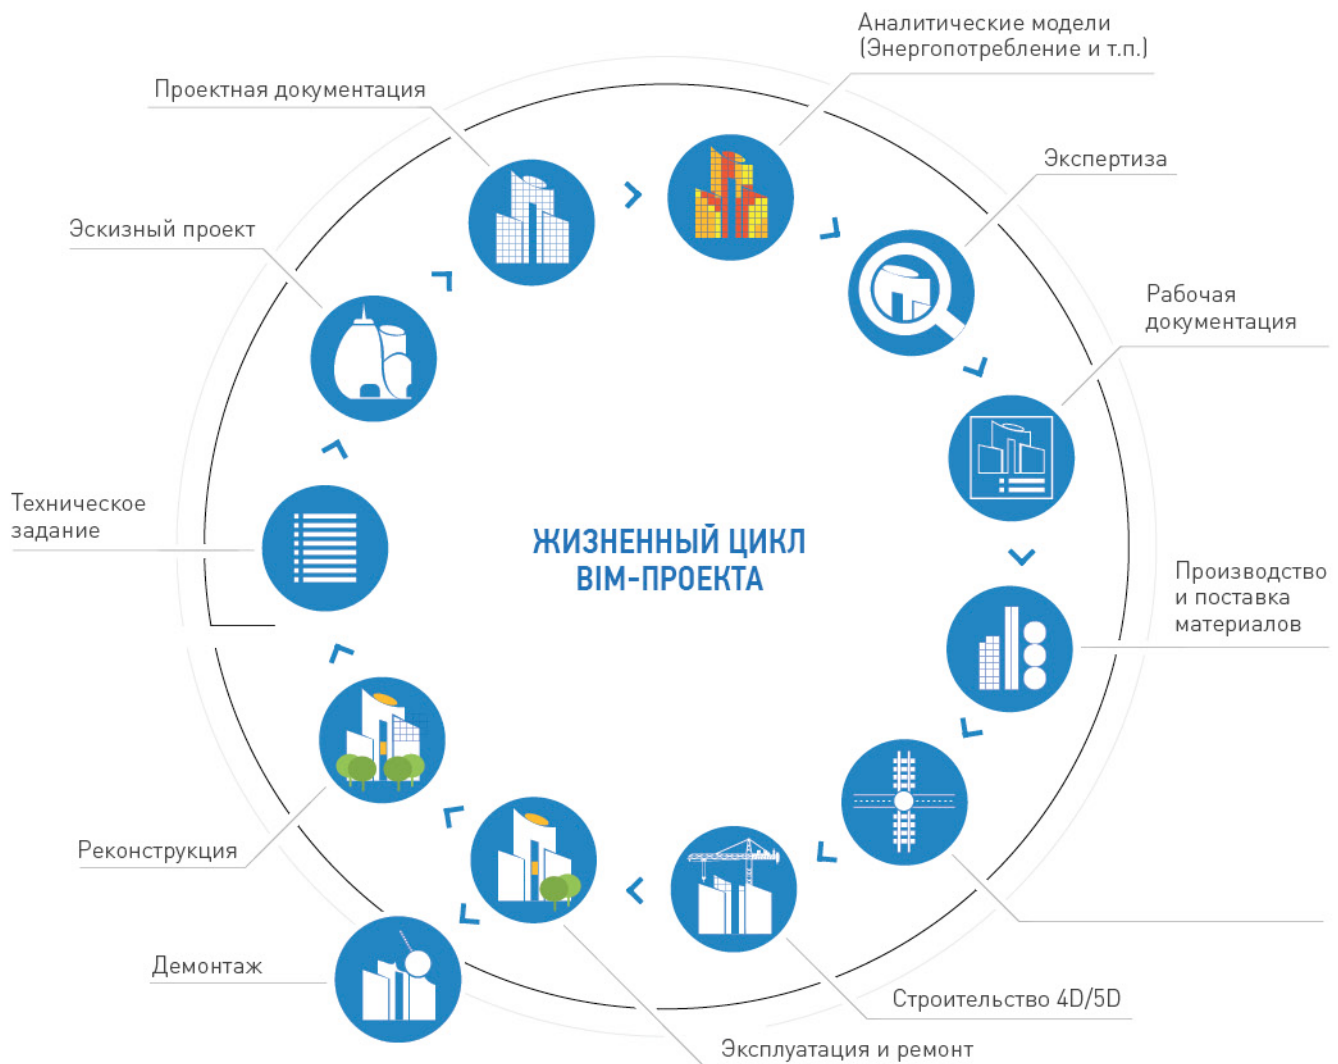 Аналитические модели
(Энергопотребление и т.п.)
Проектная документация
Экспертиза
Эскизный проект
Рабочая
документация
Техническое
задание
ЖИЗНЕННЫЙ ЦИКЛ
BIM-ПРОЕКТА
Производство
и поставка
материалов
Реконструкция
Демонтаж
Строительство 4D/5D
Эксплуатация и ремонт